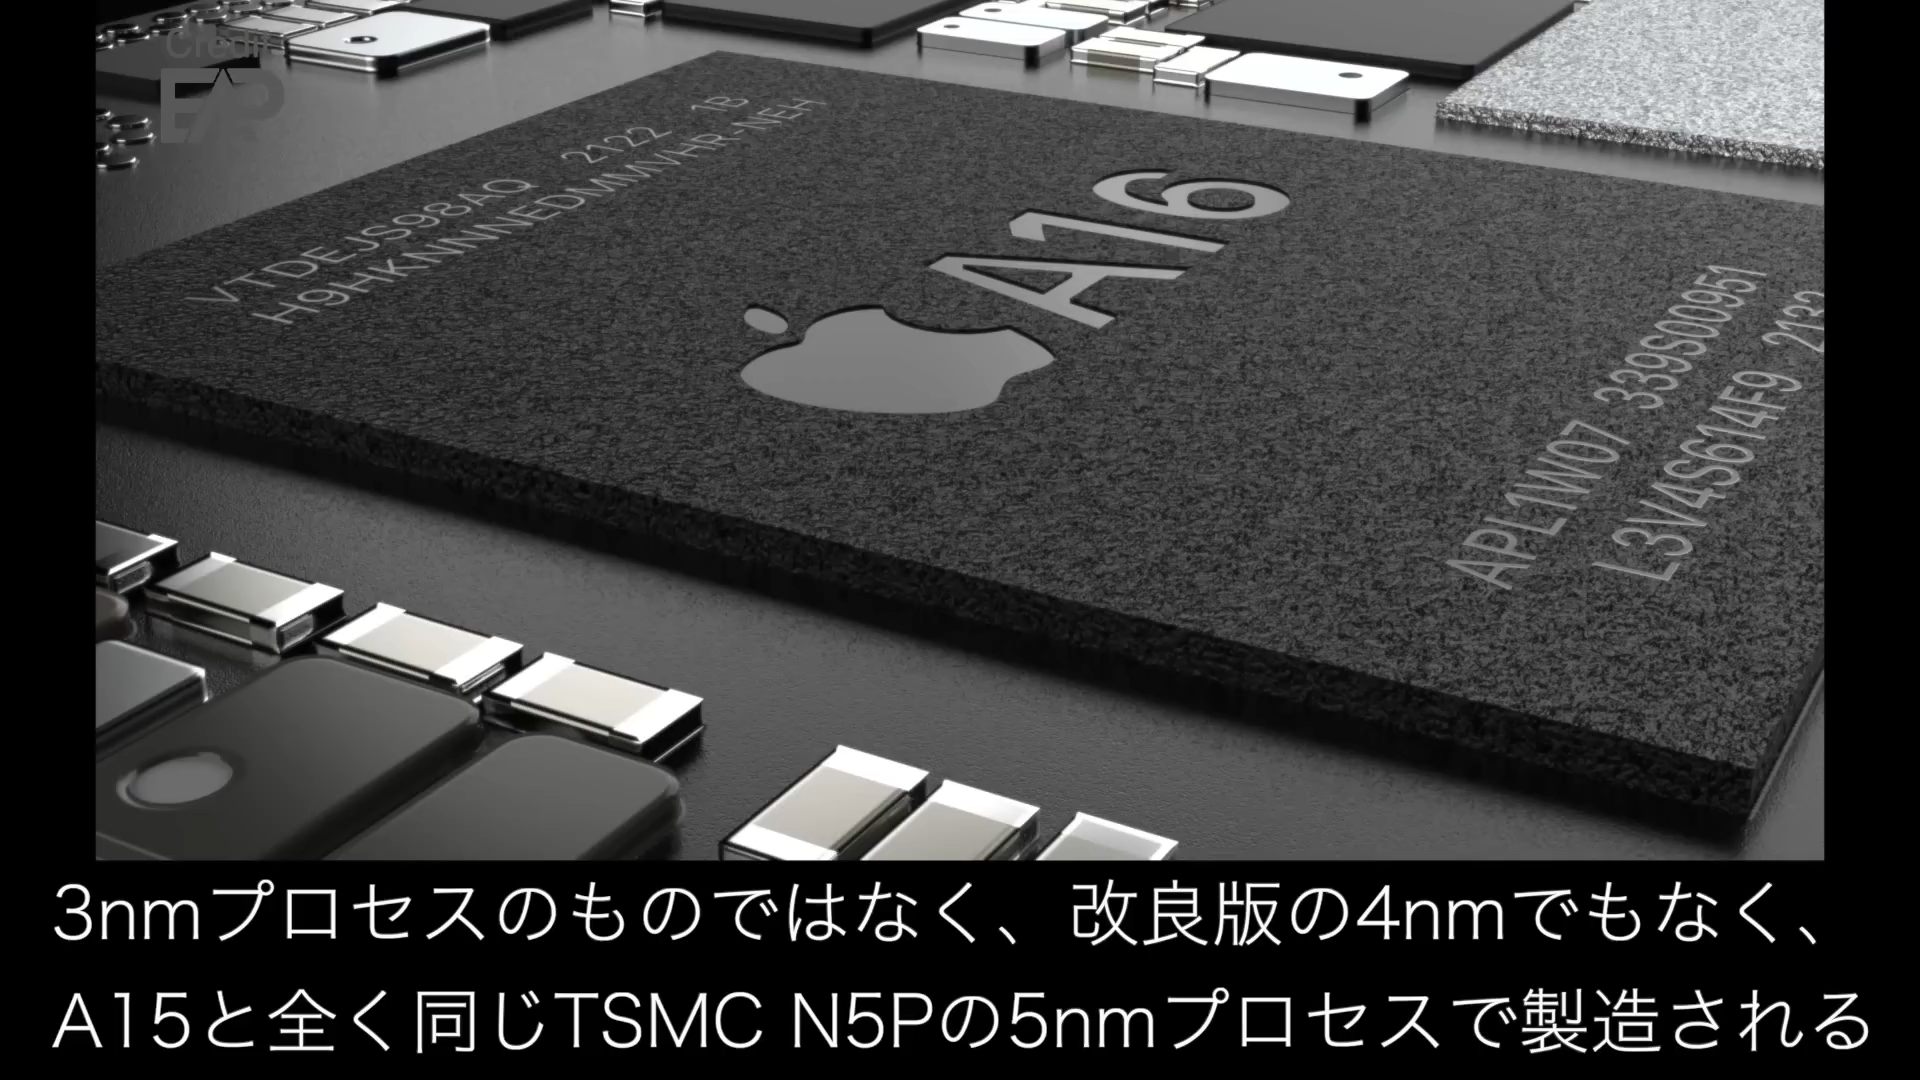 Credit
EAP
VTDEJS98AQ 2122 1B
H9HKNNNEDMMVHR-NEH
A16
APL1W07 339S00951
L3V4S614F9 2133
3nmプロセスのものではなく、改良版の4nmでもなく、
A15と全く同じTSMC N5Pの5nmプロセスで製造される